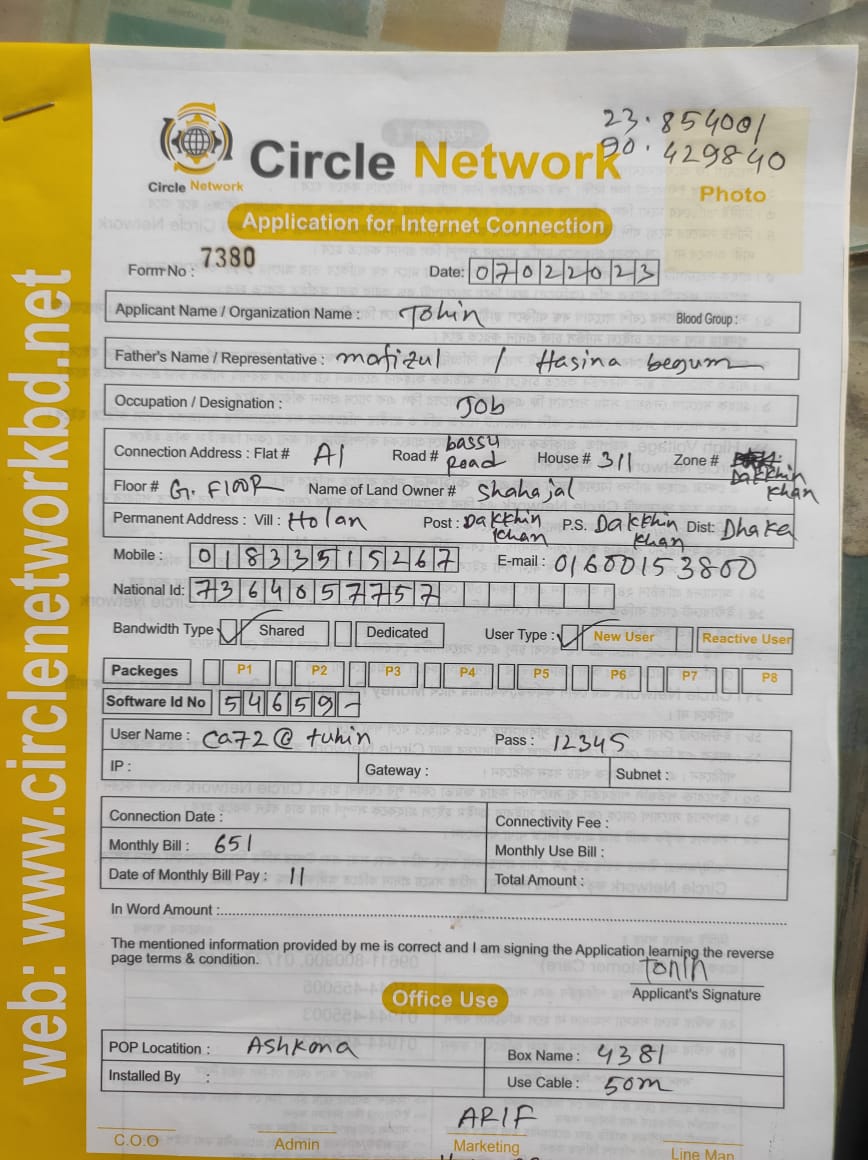 23.854001
90.429840
Circle Network
Circle Network
Photo
Application for Internet Connection
Form No : 7380 Date: 07022023
Applicant Name / Organization Name : Tohin Blood Group :
Father's Name / Representative : mofizul / Hasina begum
Occupation / Designation : Job
Connection Address : Flat # A1 Road # bassu Road House # 311 Zone # Dakkhin khan
Floor # G. FlooR Name of Land Owner # Shahajal
Permanent Address : Vill : Holan Post : Dakkhin khan P.S. Dakkhin khan Dist: Dhaka
Mobile : 01833515267 E-mail : 01600153800
National Id: 7364057757
Bandwidth Type Shared Dedicated User Type : New User Reactive User
Packeges P1 P2 P3 P4 P5 P6 P7 P8
Software Id No 54659-
User Name : ca72@tuhin Pass : 12345
IP : Gateway : Subnet :
Connection Date : Connectivity Fee :
Monthly Bill : 651 Monthly Use Bill :
Date of Monthly Bill Pay : 11 Total Amount :
In Word Amount :
The mentioned information provided by me is correct and I am signing the Application learning the reverse
page terms & condition. Tohin
Applicant's Signature
Office Use
POP Locatition : Ashkona Box Name : 4381
Installed By : Use Cable : 50m
ARIF
C.O.O Admin Marketing Line Man
web: www.circlenetworkbd.net